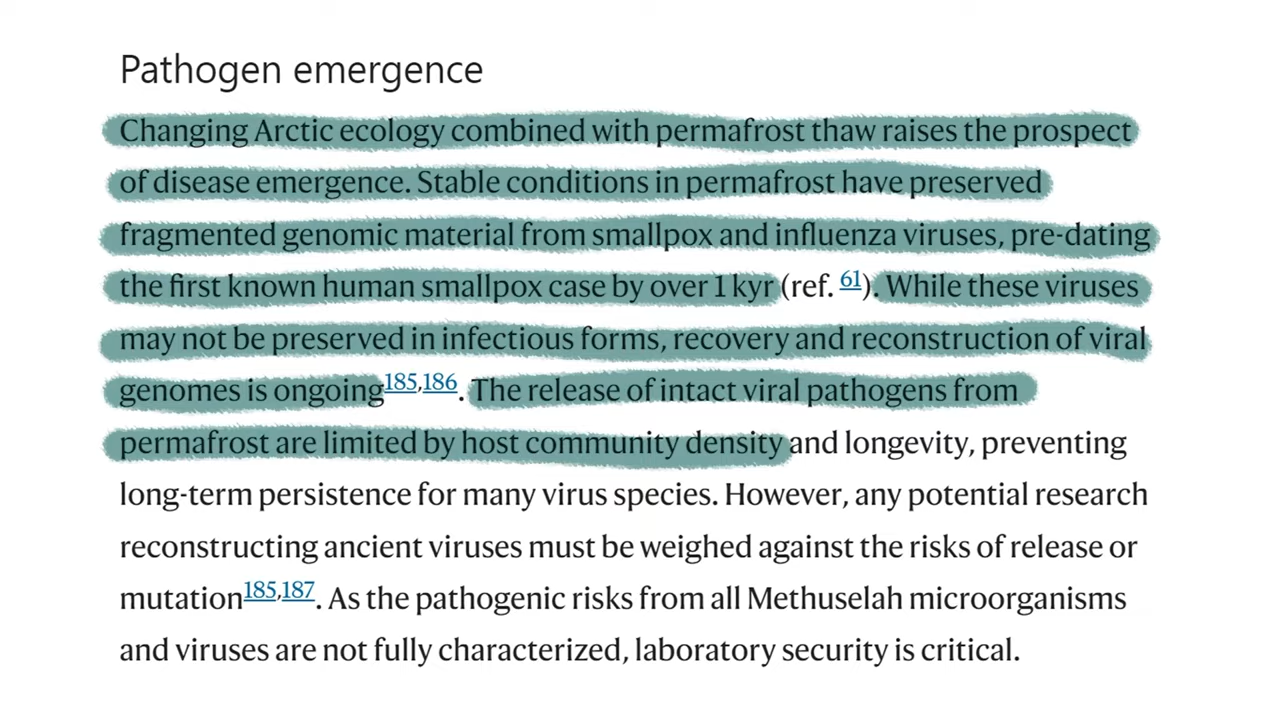 Pathogen emergence
Changing Arctic ecology combined with permafrost thaw raises the prospect
of disease emergence. Stable conditions in permafrost have preserved
fragmented genomic material from smallpox and influenza viruses, pre-dating
the first known human smallpox case by over 1 kyr (ref. 61). While these viruses
may not be preserved in infectious forms, recovery and reconstruction of viral
genomes is ongoing185,186. The release of intact viral pathogens from
permafrost are limited by host community density and longevity, preventing
long-term persistence for many virus species. However, any potential research
reconstructing ancient viruses must be weighed against the risks of release or
mutation185,187. As the pathogenic risks from all Methuselah microorganisms
and viruses are not fully characterized, laboratory security is critical.